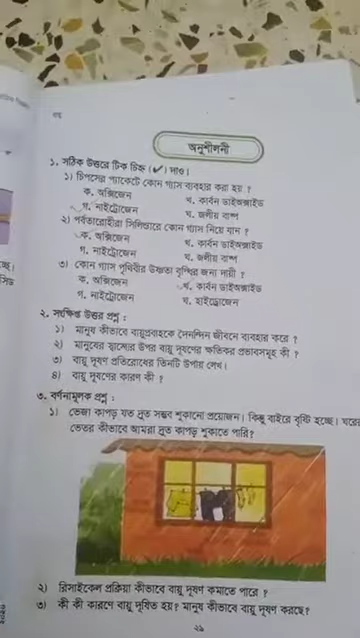 বায়ু
অনুশীলনী
১. সঠিক উত্তরে টিক চিহ্ন (✔) দাও।
১) চিপসের প্যাকেটে কোন গ্যাস ব্যবহার করা হয় ?
ক. অক্সিজেন খ. কার্বন ডাইঅক্সাইড
গ. নাইট্রোজেন ঘ. জলীয় বাষ্প
২) পর্বতারোহীরা সিলিন্ডারে কোন গ্যাস নিয়ে যান ?
ক. অক্সিজেন খ. কার্বন ডাইঅক্সাইড
গ. নাইট্রোজেন ঘ. জলীয় বাষ্প
৩) কোন গ্যাস পৃথিবীর উষ্ণতা বৃদ্ধির জন্য দায়ী ?
ক. অক্সিজেন খ. কার্বন ডাইঅক্সাইড
গ. নাইট্রোজেন ঘ. হাইড্রোজেন
২. সংক্ষিপ্ত উত্তর প্রশ্ন :
১) মানুষ কীভাবে বায়ুপ্রবাহকে দৈনন্দিন জীবনে ব্যবহার করে ?
২) মানুষের স্বাস্থ্যের উপর বায়ু দূষণের ক্ষতিকর প্রভাবসমূহ কী ?
৩) বায়ু দূষণ প্রতিরোধের তিনটি উপায় লেখ।
৪) বায়ু দূষণের কারণ কী ?
৩. বর্ণনামূলক প্রশ্ন :
১) ভেজা কাপড় যত দ্রুত সম্ভব শুকানো প্রয়োজন। কিন্তু বাইরে বৃষ্টি হচ্ছে। ঘরের
ভেতর কীভাবে আমরা দ্রুত কাপড় শুকাতে পারি ?
২) রিসাইকেল প্রক্রিয়া কীভাবে বায়ু দূষণ কমাতে পারে ?
৩) কী কী কারণে বায়ু দূষিত হয়? মানুষ কীভাবে বায়ু দূষণ করছে?
২৯